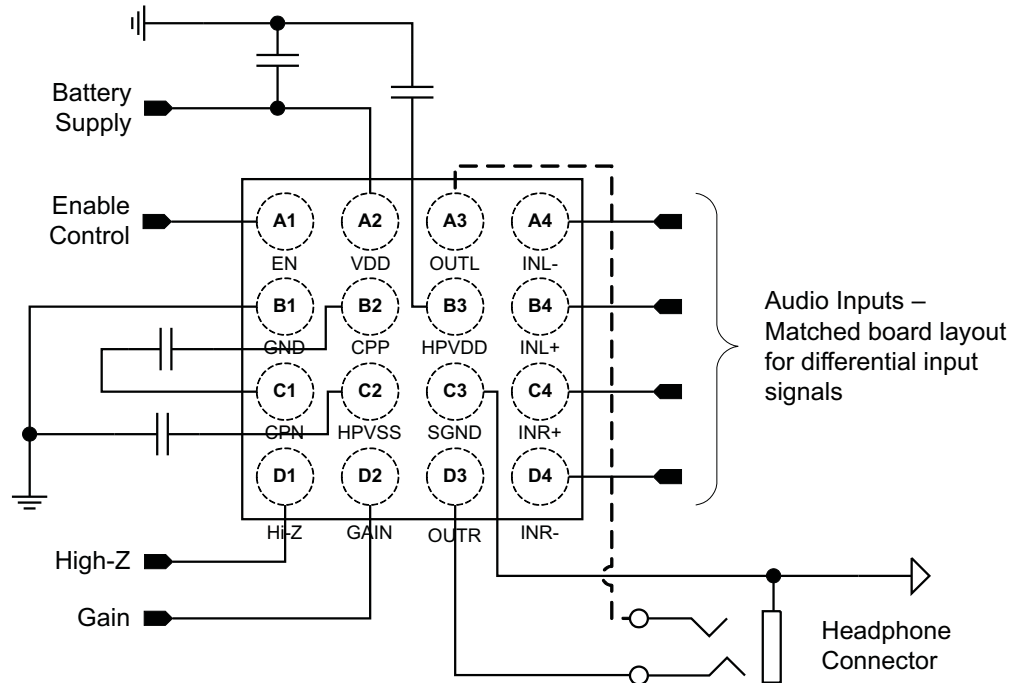 Battery
Supply
Enable
Control
A1 A2 A3 A4
EN VDD OUTL INL-
B1 B2 B3 B4
GND CPP HPVDD INL+
C1 C2 C3 C4
CPN HPVSS SGND INR+
D1 D2 D3 D4
Hi-Z GAIN OUTR INR-
High-Z
Gain
Audio Inputs –
Matched board layout
for differential input
signals
Headphone
Connector